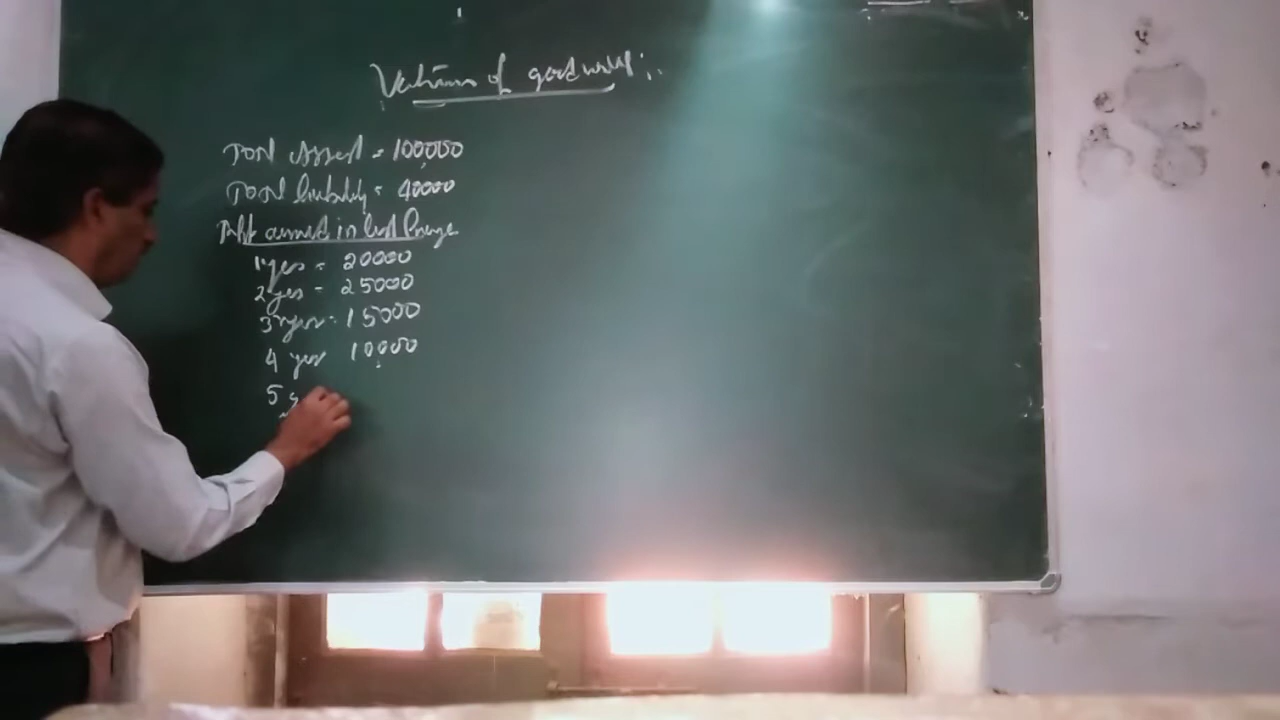 Valuation of goodwill:.
Total Asset = 100000
Total liability = 40000
Profit earned in last 5 years
1 year = 20000
2 year - 25000
3 year - 15000
4 year 10000
5 y